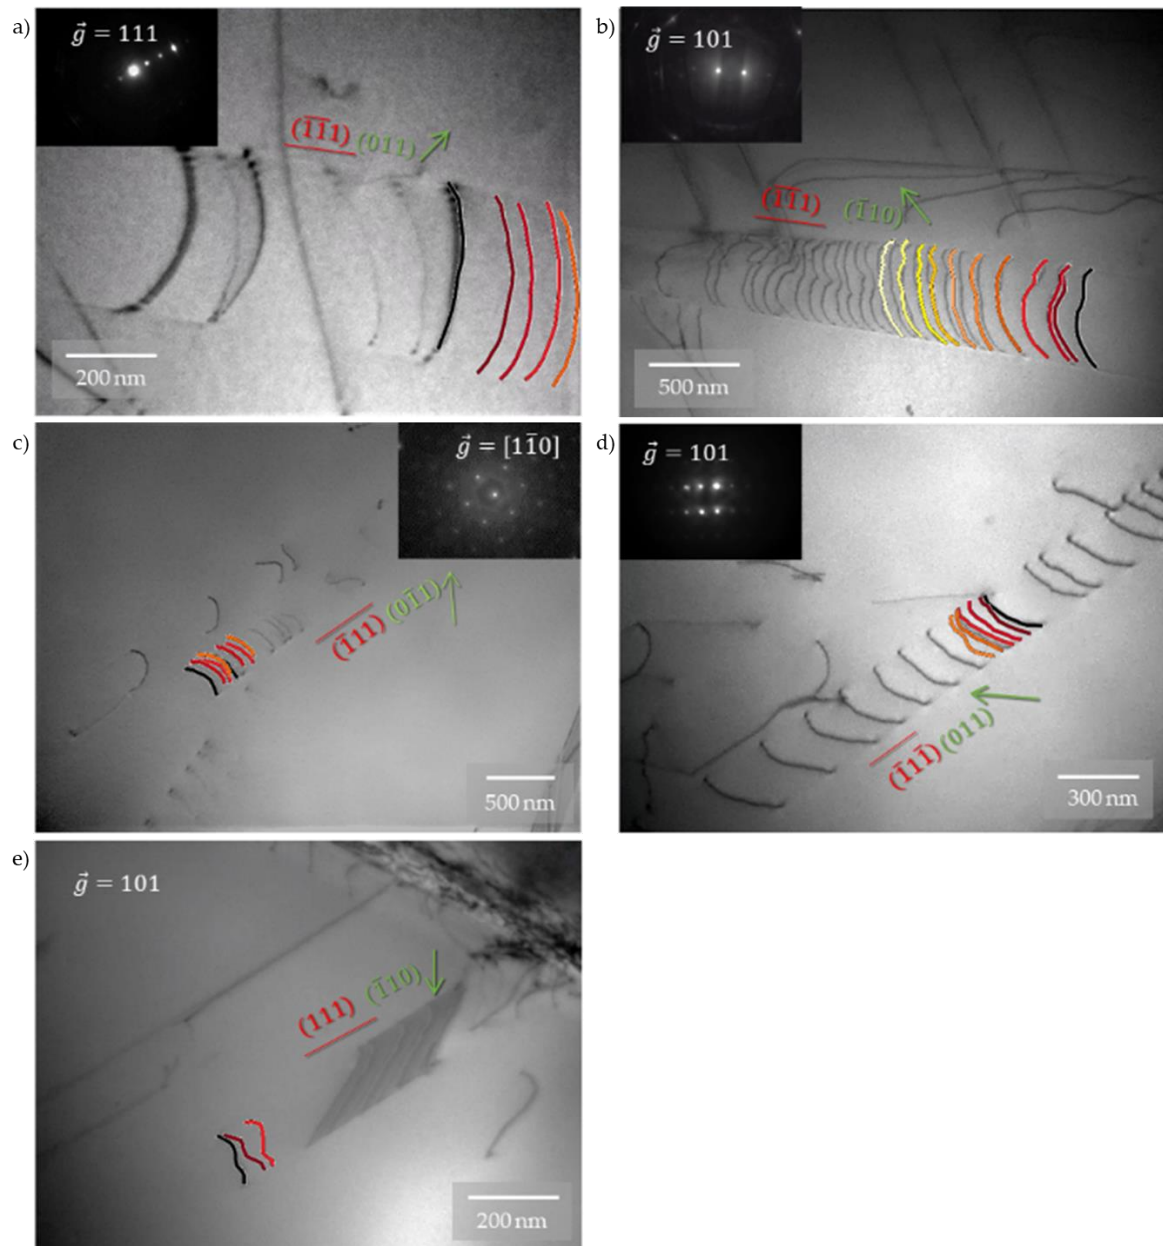 a)
g⃗ = 111
(1̅1̅1) (011)
200 nm
b)
g⃗ = 101
(1̅1̅1) (1̅10)
500 nm
c)
g⃗ = [11̅0]
(1̅11) (01̅1)
500 nm
d)
g⃗ = 101
(1̅11̅) (011)
300 nm
e)
g⃗ = 101
(111) (1̅10)
200 nm